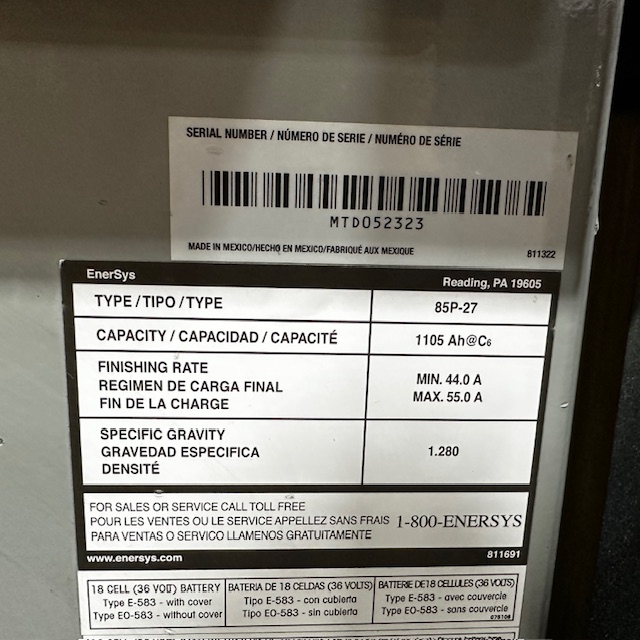 SERIAL NUMBER / NÚMERO DE SERIE / NUMÉRO DE SÉRIE
MTD052323
MADE IN MEXICO/HECHO EN MEXICO/FABRIQUÉ AUX MEXIQUE 811322
EnerSys Reading, PA 19605
TYPE / TIPO / TYPE 85P-27
CAPACITY / CAPACIDAD / CAPACITÉ 1105 Ah@C6
FINISHING RATE
REGIMEN DE CARGA FINAL
FIN DE LA CHARGE
MIN. 44.0 A
MAX. 55.0 A
SPECIFIC GRAVITY
GRAVEDAD ESPECIFICA
DENSITÉ
1.280
FOR SALES OR SERVICE CALL TOLL FREE
POUR LES VENTES OU LE SERVICE APPELLEZ SANS FRAIS
PARA VENTAS O SERVICO LLAMENOS GRATUITAMENTE
1-800-ENERSYS
www.enersys.com 811691
18 CELL (36 VOLT) BATTERY
Type E-583 - with cover
Type EO-583 - without cover
BATERIA DE 18 CELDAS (36 VOLTS)
Tipo E-583 - con cubierta
Tipo EO-583 - sin cubierta
BATTERIE DE 18 CELLULES (36 VOLTS)
Type E-583 - avec couvercle
Type EO-583 - sans couvercle